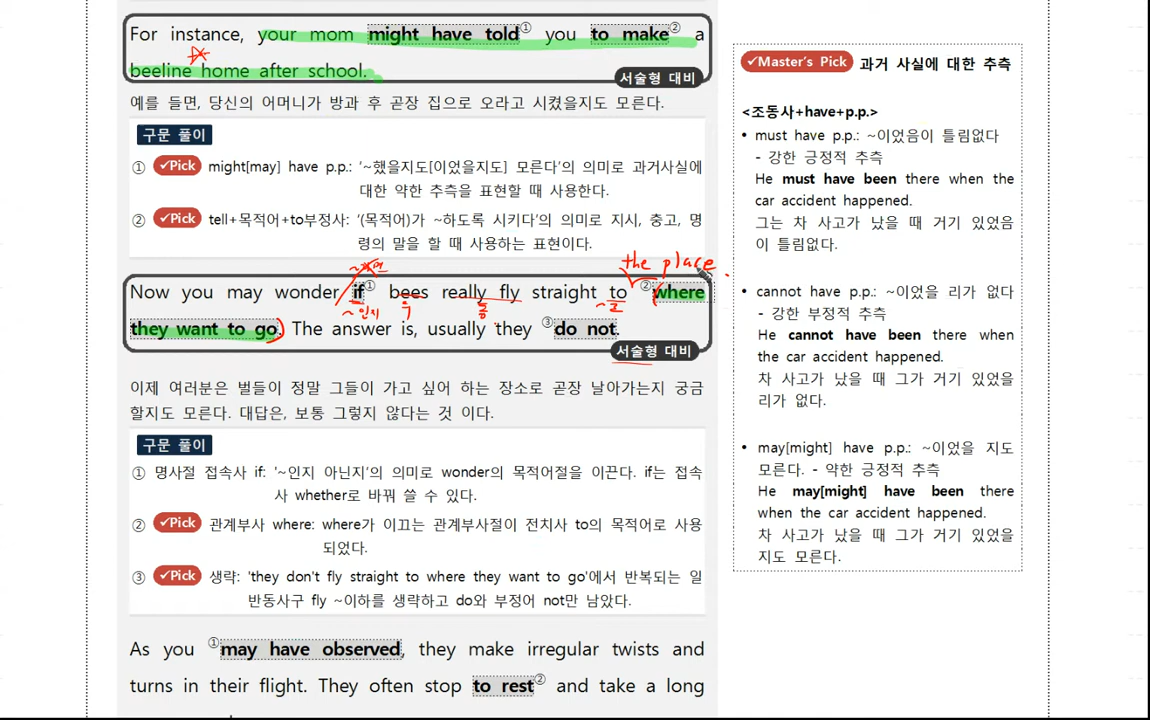 For instance, your mom might have told① you to make② a
beeline home after school.
서술형 대비
예를 들면, 당신의 어머니가 방과 후 곧장 집으로 오라고 시켰을지도 모른다.
구문 풀이
① ✓Pick might[may] have p.p.: '~했을지도[이었을지도] 모른다'의 의미로 과거사실에
대한 약한 추측을 표현할 때 사용한다.
② ✓Pick tell+목적어+to부정사: '(목적어)가 ~하도록 시키다'의 의미로 지시, 충고, 명
령의 말을 할 때 사용하는 표현이다.
the place
Now you may wonder if① bees really fly straight to ②where
~인지 주 동 ~로
they want to go. The answer is, usually they ③do not.
서술형 대비
이제 여러분은 벌들이 정말 그들이 가고 싶어 하는 장소로 곧장 날아가는지 궁금
할지도 모른다. 대답은, 보통 그렇지 않다는 것 이다.
구문 풀이
① 명사절 접속사 if: '~인지 아닌지'의 의미로 wonder의 목적어절을 이끈다. if는 접속
사 whether로 바꿔 쓸 수 있다.
② ✓Pick 관계부사 where: where가 이끄는 관계부사절이 전치사 to의 목적어로 사용
되었다.
③ ✓Pick 생략: 'they don't fly straight to where they want to go'에서 반복되는 일
반동사구 fly ~이하를 생략하고 do와 부정어 not만 남았다.
As you ①may have observed, they make irregular twists and
turns in their flight. They often stop to rest② and take a long
✓Master's Pick 과거 사실에 대한 추측
<조동사+have+p.p.>
• must have p.p.: ~이었음이 틀림없다
- 강한 긍정적 추측
He must have been there when the
car accident happened.
그는 차 사고가 났을 때 거기 있었음
이 틀림없다.
• cannot have p.p.: ~이었을 리가 없다
- 강한 부정적 추측
He cannot have been there when
the car accident happened.
차 사고가 났을 때 그가 거기 있었을
리가 없다.
• may[might] have p.p.: ~이었을 지도
모른다. - 약한 긍정적 추측
He may[might] have been there
when the car accident happened.
차 사고가 났을 때 그가 거기 있었을
지도 모른다.